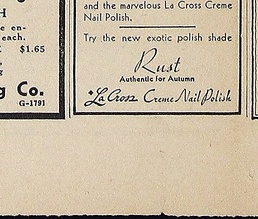 H
e en-
each.
$1.65
g Co.
G-1791
and the marvelous La Cross Creme
Nail Polish.
Try the new exotic polish shade
Rust
Authentic for Autumn
*La Cross Creme Nail Polish